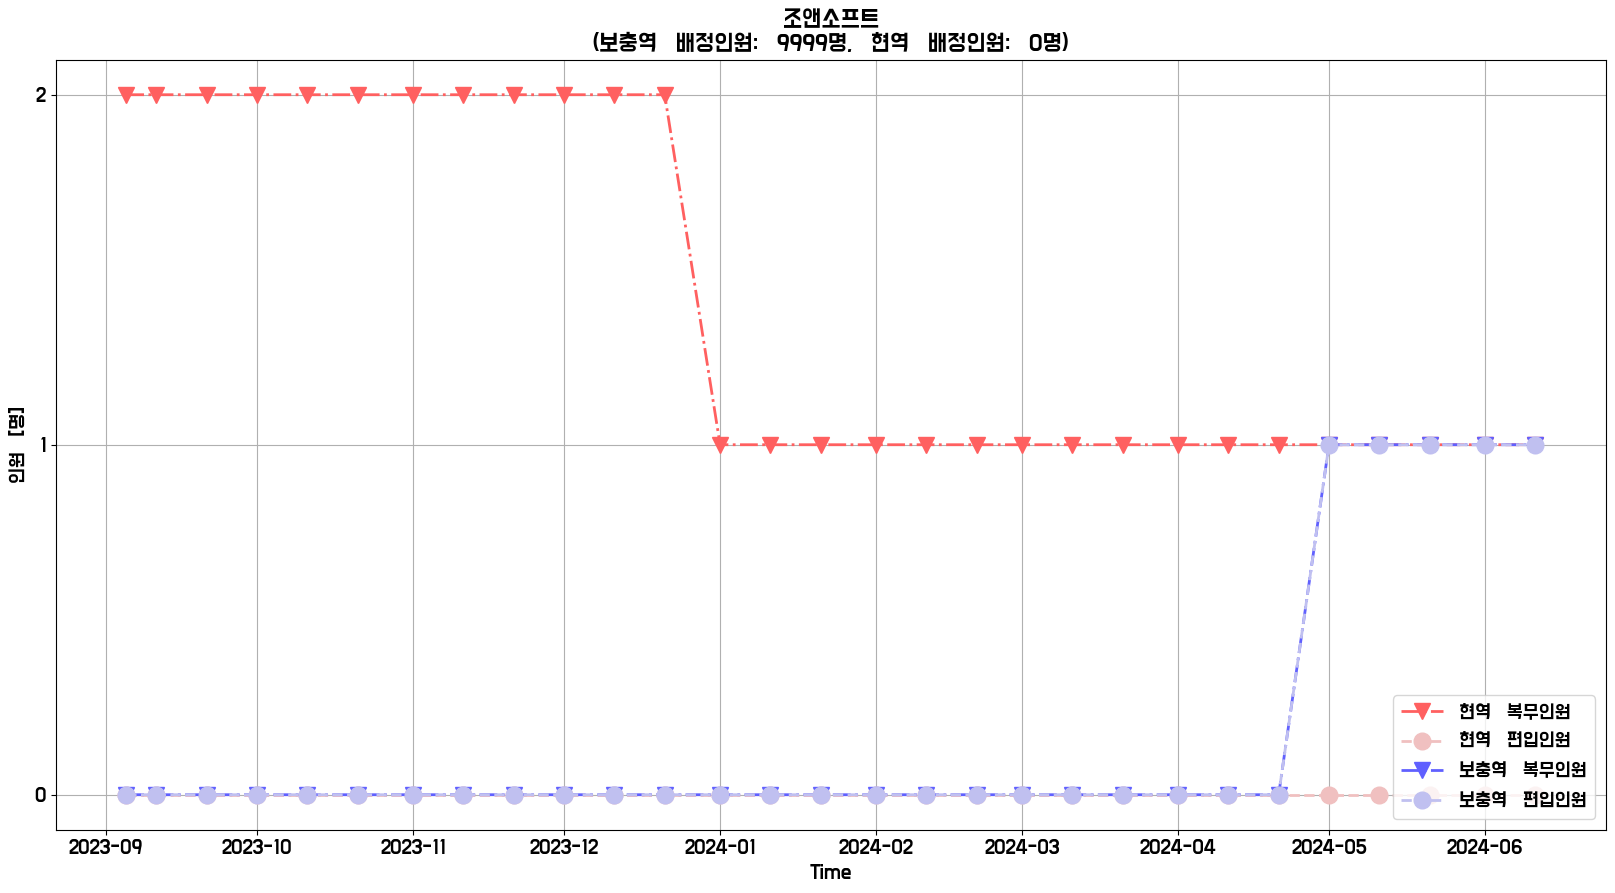 조앤소프트
(보충역 배정인원: 9999명, 현역 배정인원: 0명)
인원 [명]
2
1
0
2023-09 2023-10 2023-11 2023-12 2024-01 2024-02 2024-03 2024-04 2024-05 2024-06
Time
현역 복무인원
현역 편입인원
보충역 복무인원
보충역 편입인원